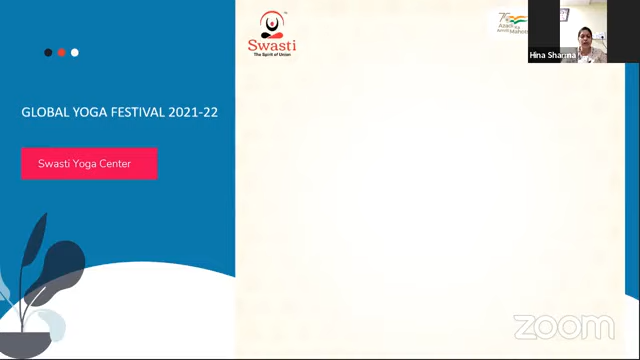 Swasti
The Spirit of Union
Hina Sharma
GLOBAL YOGA FESTIVAL 2021-22
Swasti Yoga Center
zoom